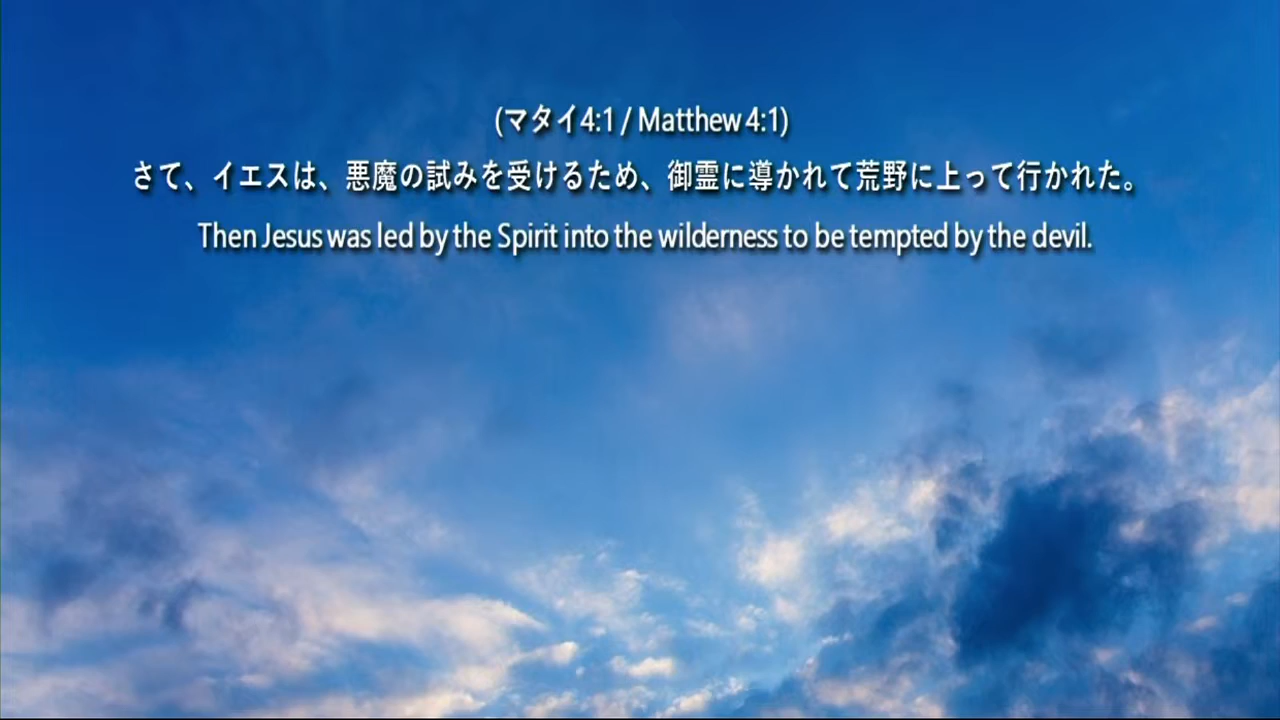 (マタイ4:1 / Matthew 4:1)
さて、イエスは、悪魔の試みを受けるため、御霊に導かれて荒野に上って行かれた。
Then Jesus was led by the Spirit into the wilderness to be tempted by the devil.